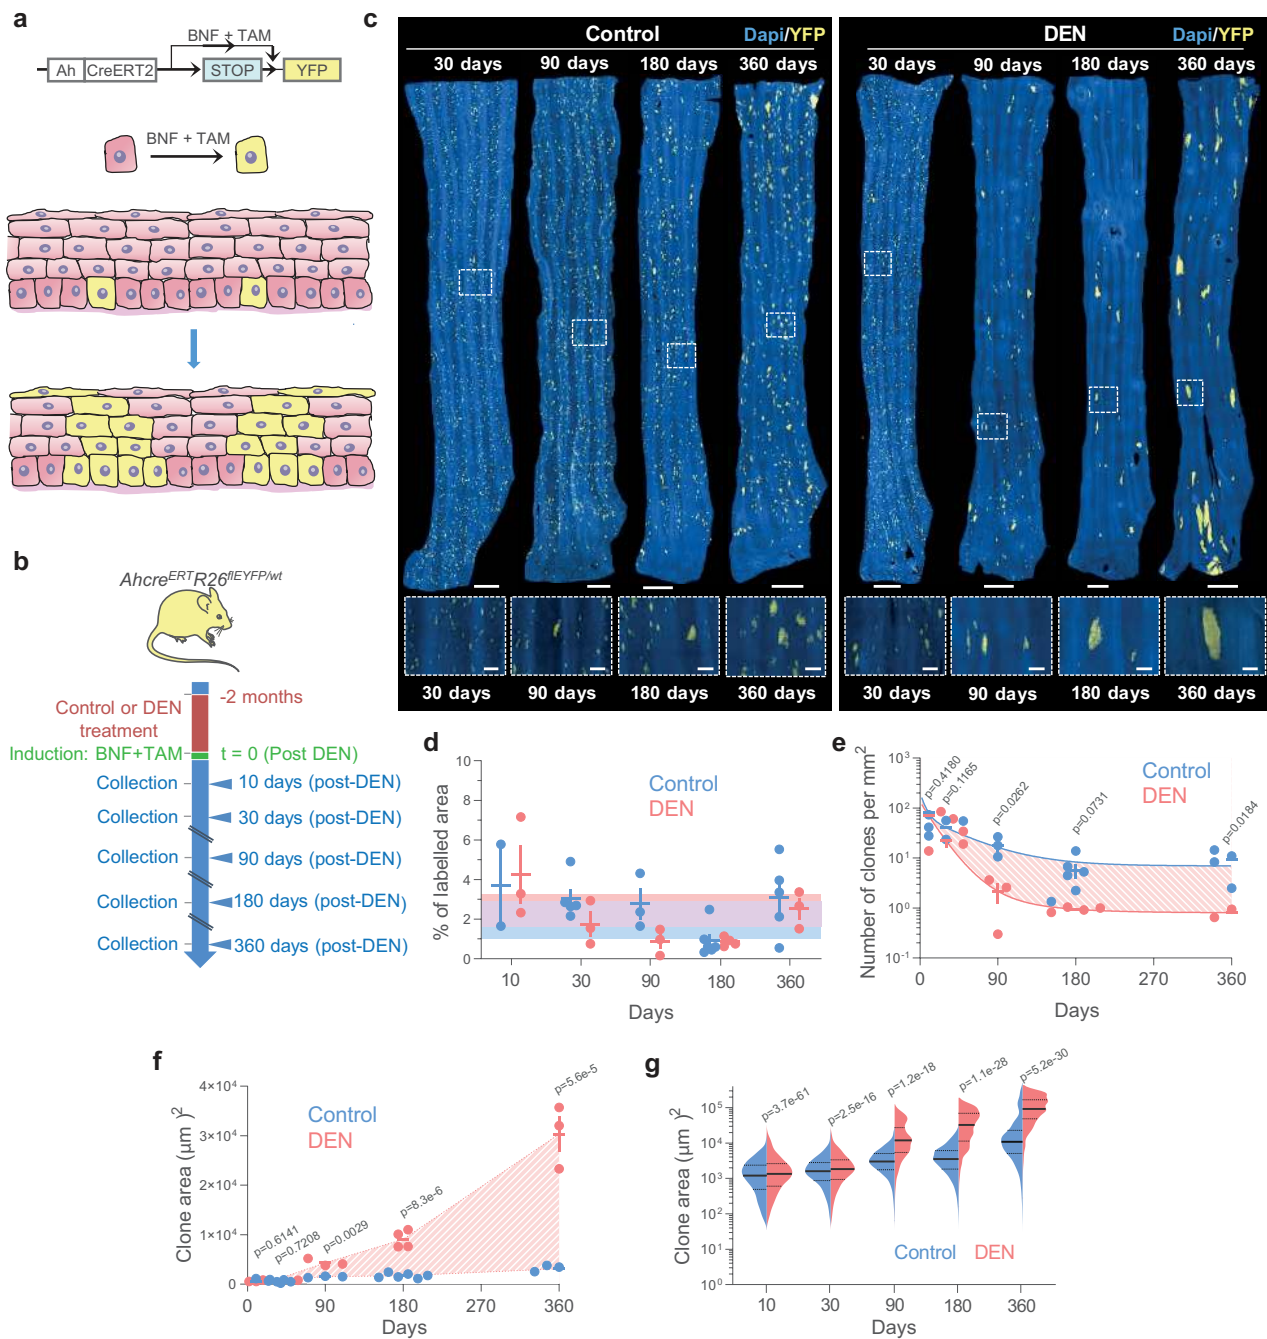 a
BNF + TAM
Ah
CreERT2
STOP
YFP
BNF + TAM
b
Ahcre^ERT R26^flEYFP/wt
-2 months
Control or DEN
treatment
Induction: BNF+TAM
t = 0 (Post DEN)
Collection
10 days (post-DEN)
Collection
30 days (post-DEN)
Collection
90 days (post-DEN)
Collection
180 days (post-DEN)
Collection
360 days (post-DEN)
c
Control
Dapi/YFP
30 days
90 days
180 days
360 days
30 days
90 days
180 days
360 days
DEN
Dapi/YFP
30 days
90 days
180 days
360 days
30 days
90 days
180 days
360 days
d
Control
DEN
% of labelled area
10
8
6
4
2
0
10
30
90
180
360
Days
e
Control
DEN
Number of clones per mm²
10³
10²
10¹
10⁰
10⁻¹
p=0.4180
p=0.1165
p=0.0262
p=0.0731
p=0.0184
0
90
180
270
360
Days
f
Control
DEN
Clone area (µm )²
4×10⁴
3×10⁴
2×10⁴
1×10⁴
0
p=0.6141
p=0.7208
p=0.0029
p=8.3e-6
p=5.6e-5
0
90
180
270
360
Days
g
Clone area (µm )²
10⁵
10⁴
10³
10²
10¹
10⁰
p=3.7e-61
p=2.5e-16
p=1.2e-18
p=1.1e-28
p=5.2e-30
Control
DEN
10
30
90
180
360
Days